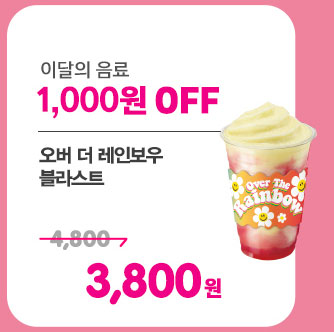 이달의 음료
1,000원 OFF
오버 더 레인보우
블라스트
Over The
Rainbow
4,800
3,800원